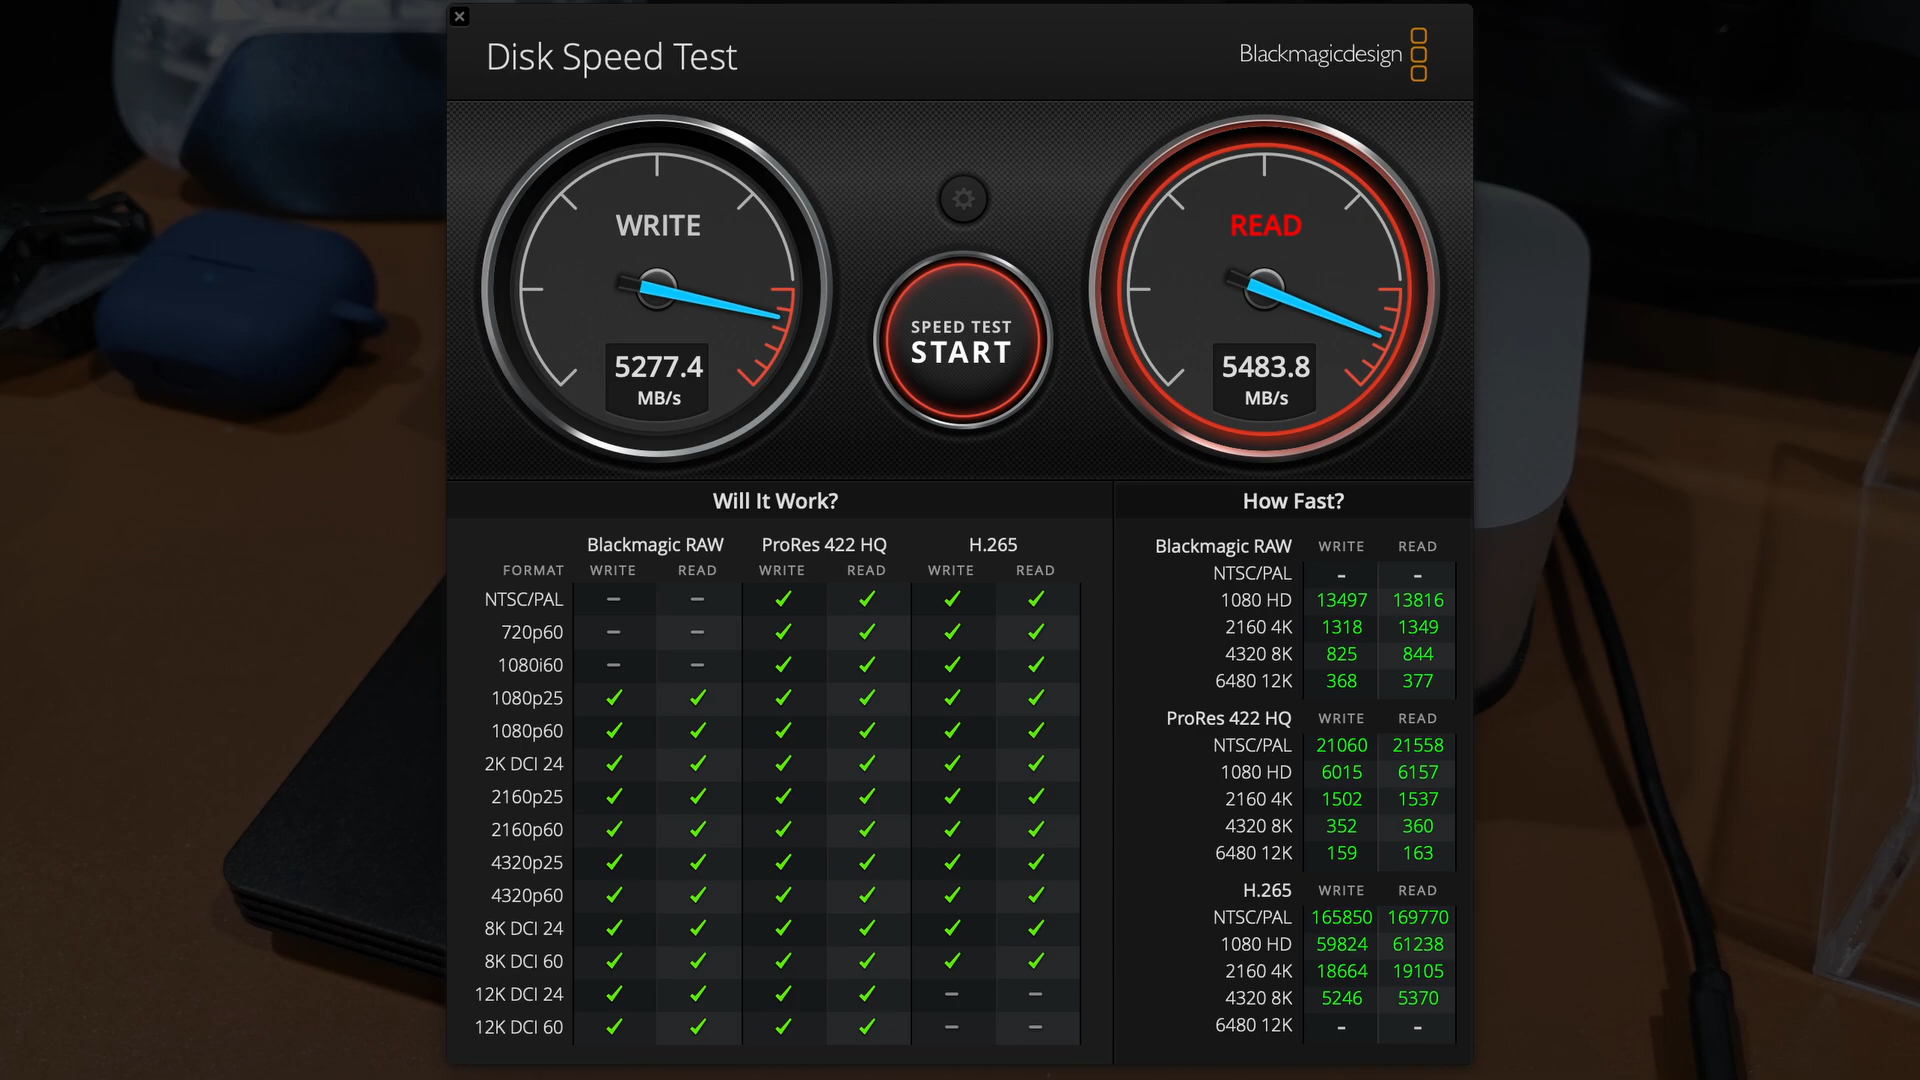 Disk Speed Test
Blackmagicdesign
WRITE
5277.4
MB/s
SPEED TEST
START
READ
5483.8
MB/s
Will It Work?
Blackmagic RAW ProRes 422 HQ H.265
FORMAT WRITE READ WRITE READ WRITE READ
NTSC/PAL – – ✓ ✓ ✓ ✓
720p60 – – ✓ ✓ ✓ ✓
1080i60 – – ✓ ✓ ✓ ✓
1080p25 ✓ ✓ ✓ ✓ ✓ ✓
1080p60 ✓ ✓ ✓ ✓ ✓ ✓
2K DCI 24 ✓ ✓ ✓ ✓ ✓ ✓
2160p25 ✓ ✓ ✓ ✓ ✓ ✓
2160p60 ✓ ✓ ✓ ✓ ✓ ✓
4320p25 ✓ ✓ ✓ ✓ ✓ ✓
4320p60 ✓ ✓ ✓ ✓ ✓ ✓
8K DCI 24 ✓ ✓ ✓ ✓ ✓ ✓
8K DCI 60 ✓ ✓ ✓ ✓ ✓ ✓
12K DCI 24 ✓ ✓ ✓ ✓ – –
12K DCI 60 ✓ ✓ ✓ ✓ – –
How Fast?
Blackmagic RAW WRITE READ
NTSC/PAL - -
1080 HD 13497 13816
2160 4K 1318 1349
4320 8K 825 844
6480 12K 368 377
ProRes 422 HQ WRITE READ
NTSC/PAL 21060 21558
1080 HD 6015 6157
2160 4K 1502 1537
4320 8K 352 360
6480 12K 159 163
H.265 WRITE READ
NTSC/PAL 165850 169770
1080 HD 59824 61238
2160 4K 18664 19105
4320 8K 5246 5370
6480 12K - -